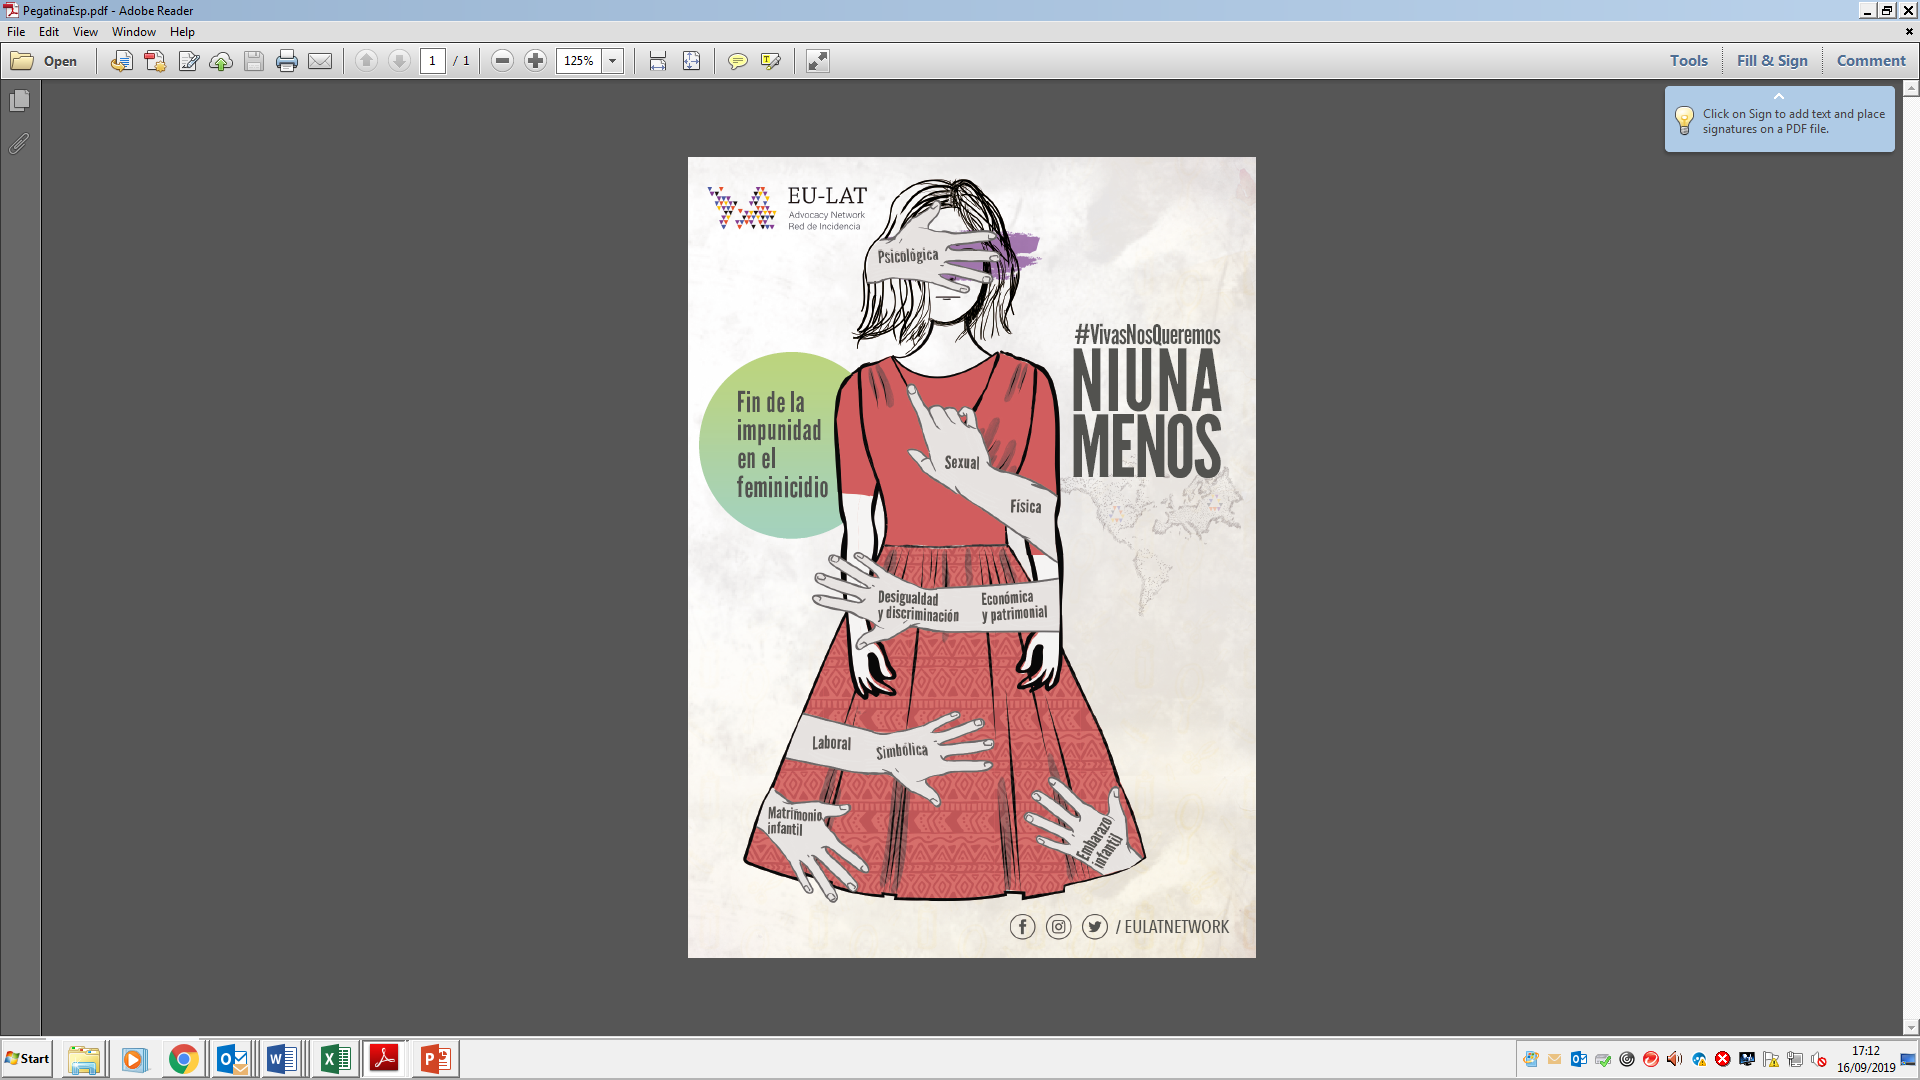 PegatinaEsp.pdf - Adobe Reader
File Edit View Window Help
Open
1 / 1
125%
Tools
Fill & Sign
Comment
Click on Sign to add text and place
signatures on a PDF file.
EU-LAT
Advocacy Network
Red de Incidencia
Psicológica
#VivasNosQueremos
NI UNA
MENOS
Fin de la
impunidad
en el
feminicidio
Sexual
Física
Desigualdad
y discriminación
Económica
y patrimonial
Laboral
Simbólica
Matrimonio
infantil
Embarazo
infantil
/ EULATNETWORK
Start
17:12
16/09/2019